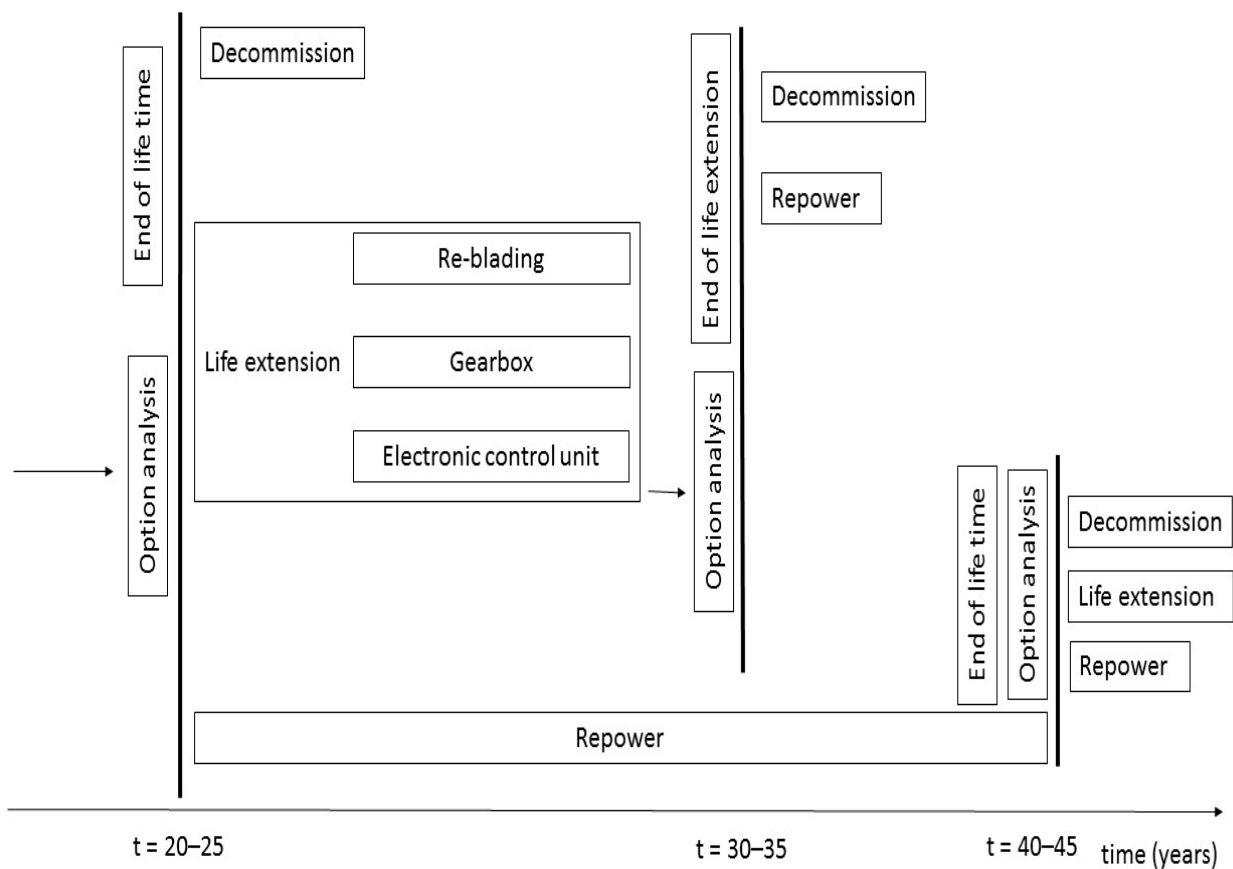 End of life time
Option analysis
Decommission
Life extension
Re-blading
Gearbox
Electronic control unit
End of life extension
Option analysis
Decommission
Repower
End of life time
Option analysis
Decommission
Life extension
Repower
Repower
t = 20–25
t = 30–35
t = 40–45
time (years)